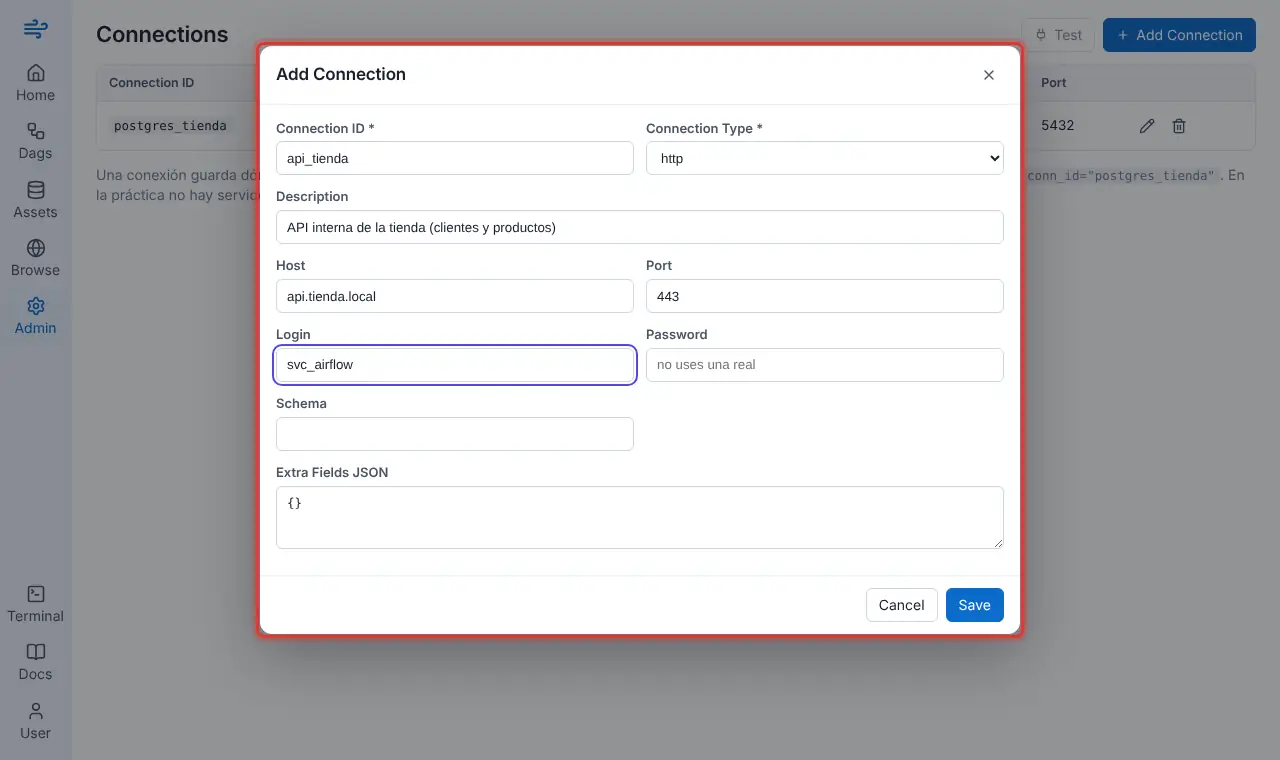 Connections
Test
+ Add Connection
Home
Dags
Assets
Browse
Admin
Terminal
Docs
User
Connection ID
Port
postgres_tienda
5432
Una conexión guarda
conn_id="postgres_tienda" . En
la práctica no hay
Add Connection
Connection ID *
Connection Type *
api_tienda
http
Description
API interna de la tienda (clientes y productos)
Host
Port
api.tienda.local
443
Login
Password
svc_airflow
no uses una real
Schema
Extra Fields JSON
{}
Cancel
Save